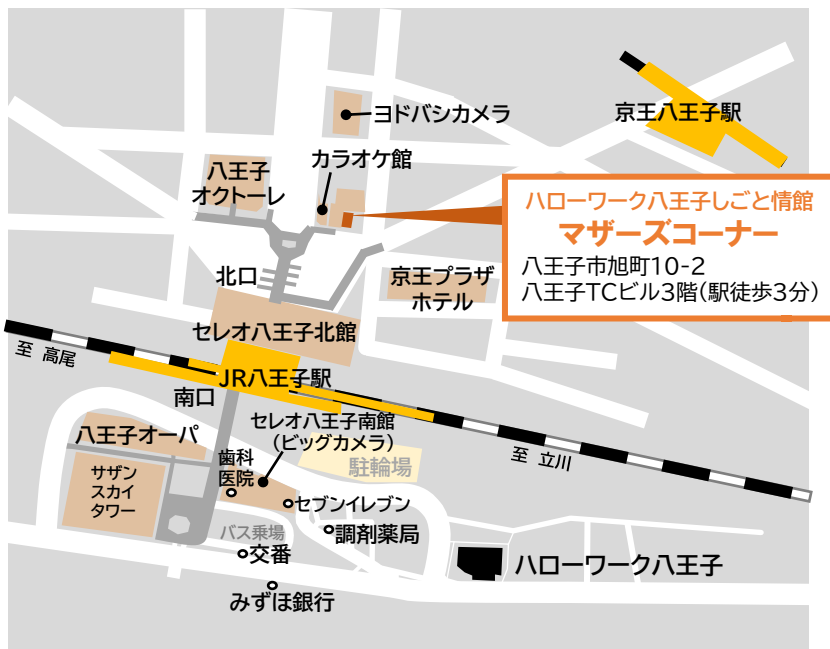 ヨドバシカメラ
京王八王子駅
カラオケ館
八王子
オクトーレ
ハローワーク八王子しごと情館
マザーズコーナー
八王子市旭町10-2
八王子TCビル3階(駅徒歩3分)
北口
京王プラザ
ホテル
セレオ八王子北館
至 高尾
JR八王子駅
南口
セレオ八王子南館
(ビッグカメラ)
八王子オーパ
至 立川
駐輪場
歯科
医院
サザン
スカイ
タワー
セブンイレブン
バス乗場
調剤薬局
交番
ハローワーク八王子
みずほ銀行